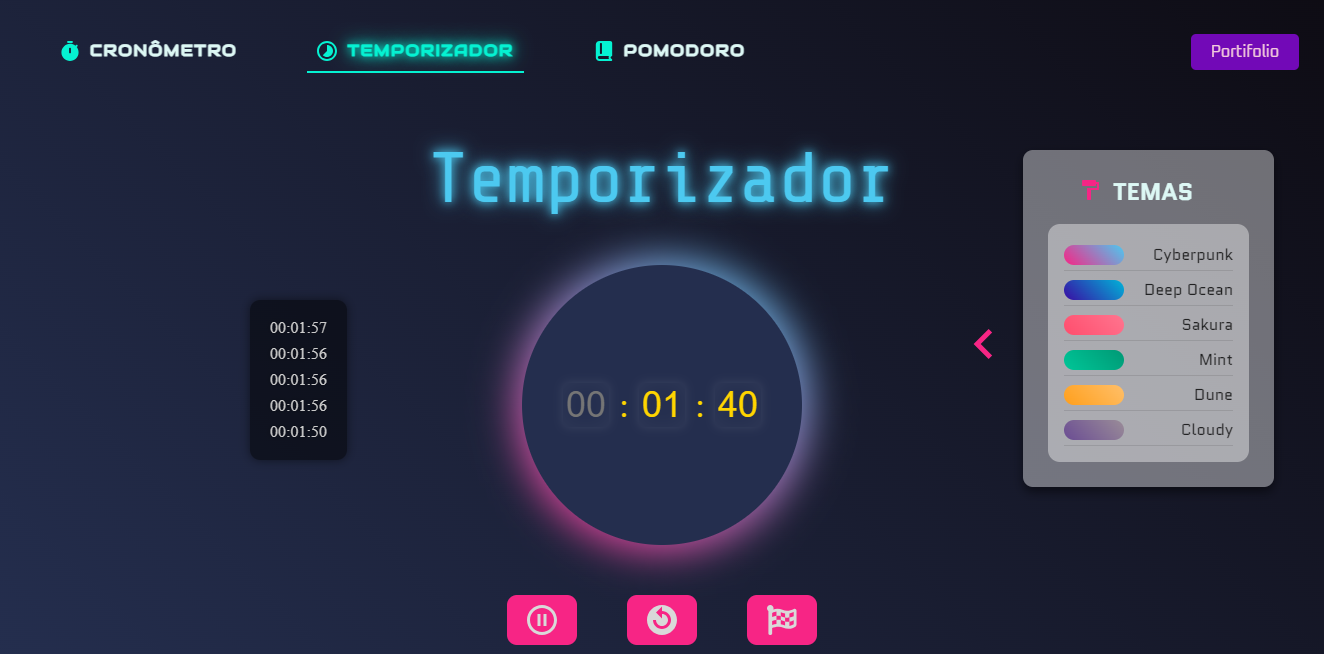 CRONÔMETRO
TEMPORIZADOR
POMODORO
Portifolio
Temporizador
00:01:57
00:01:56
00:01:56
00:01:56
00:01:50
00 : 01 : 40
TEMAS
Cyberpunk
Deep Ocean
Sakura
Mint
Dune
Cloudy